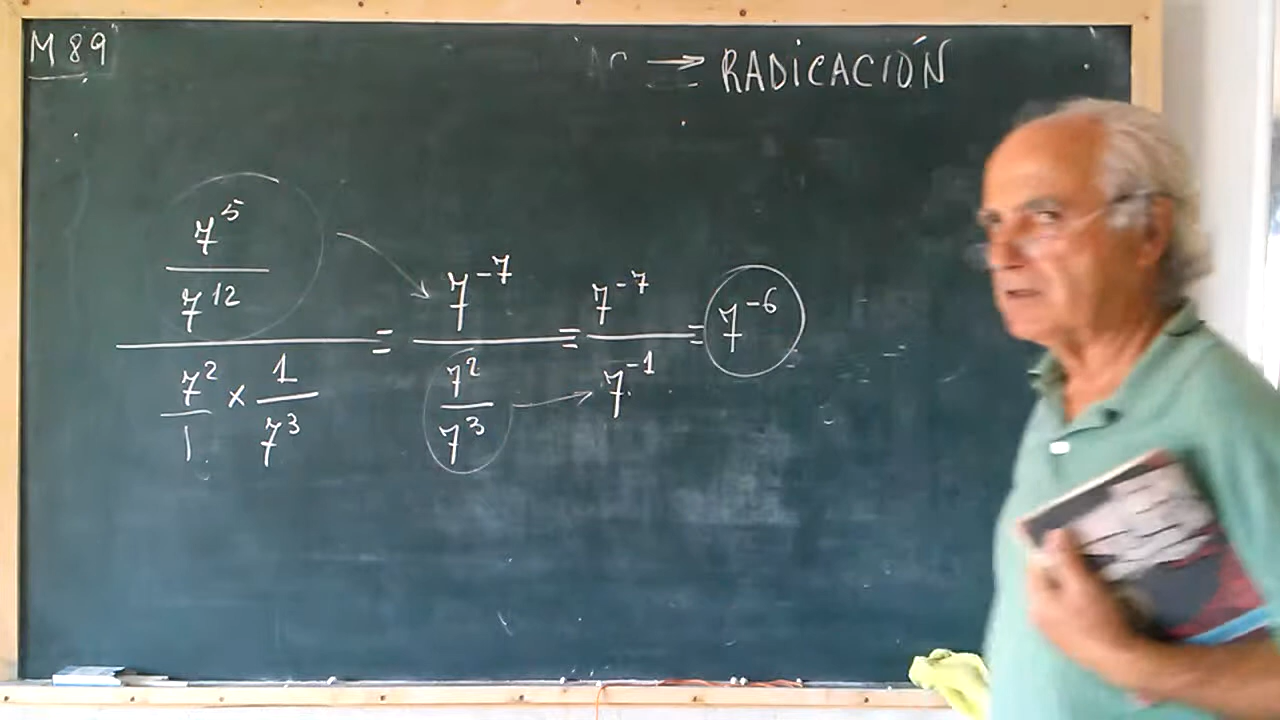 M89
→ RADICACIÓN
7^5 / 7^12 / (7^2/1 × 1/7^3) = 7^-7 / (7^2/7^3) = 7^-7 / 7^-1 = 7^-6